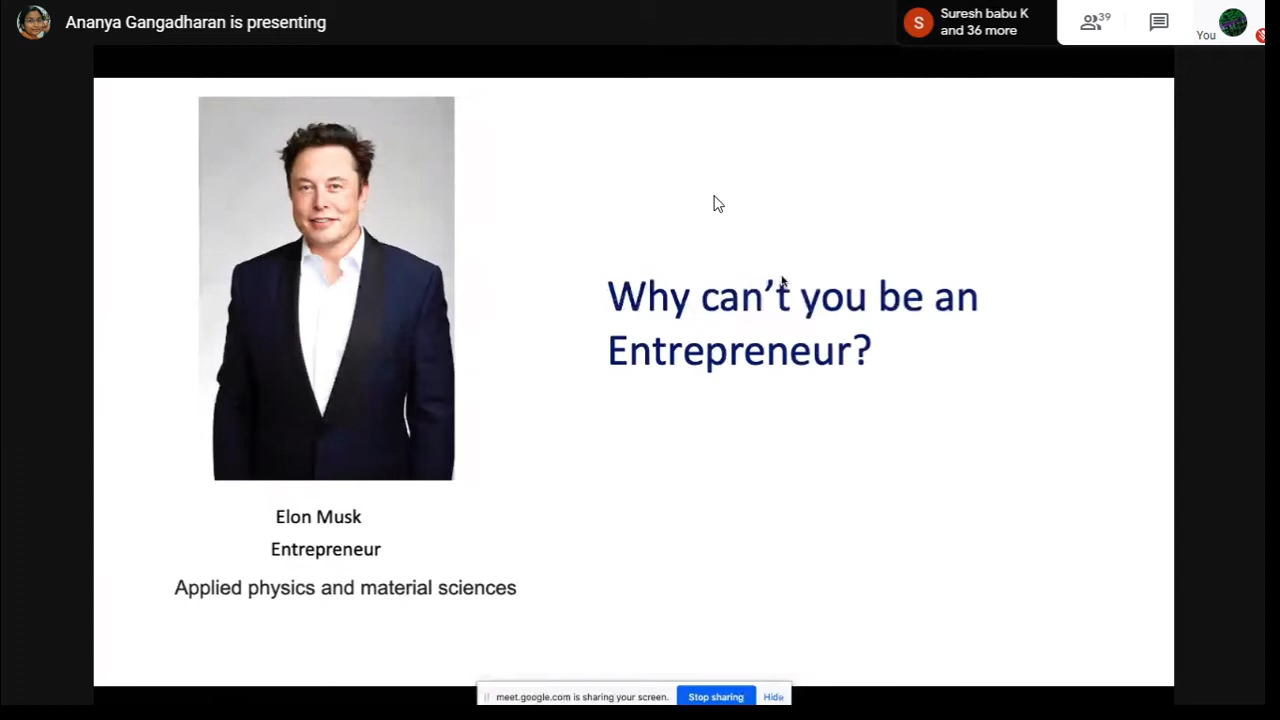 Ananya Gangadharan is presenting
S
Suresh babu K
and 36 more
39
You
Why can't you be an
Entrepreneur?
Elon Musk
Entrepreneur
Applied physics and material sciences
meet.google.com is sharing your screen.
Stop sharing
Hide